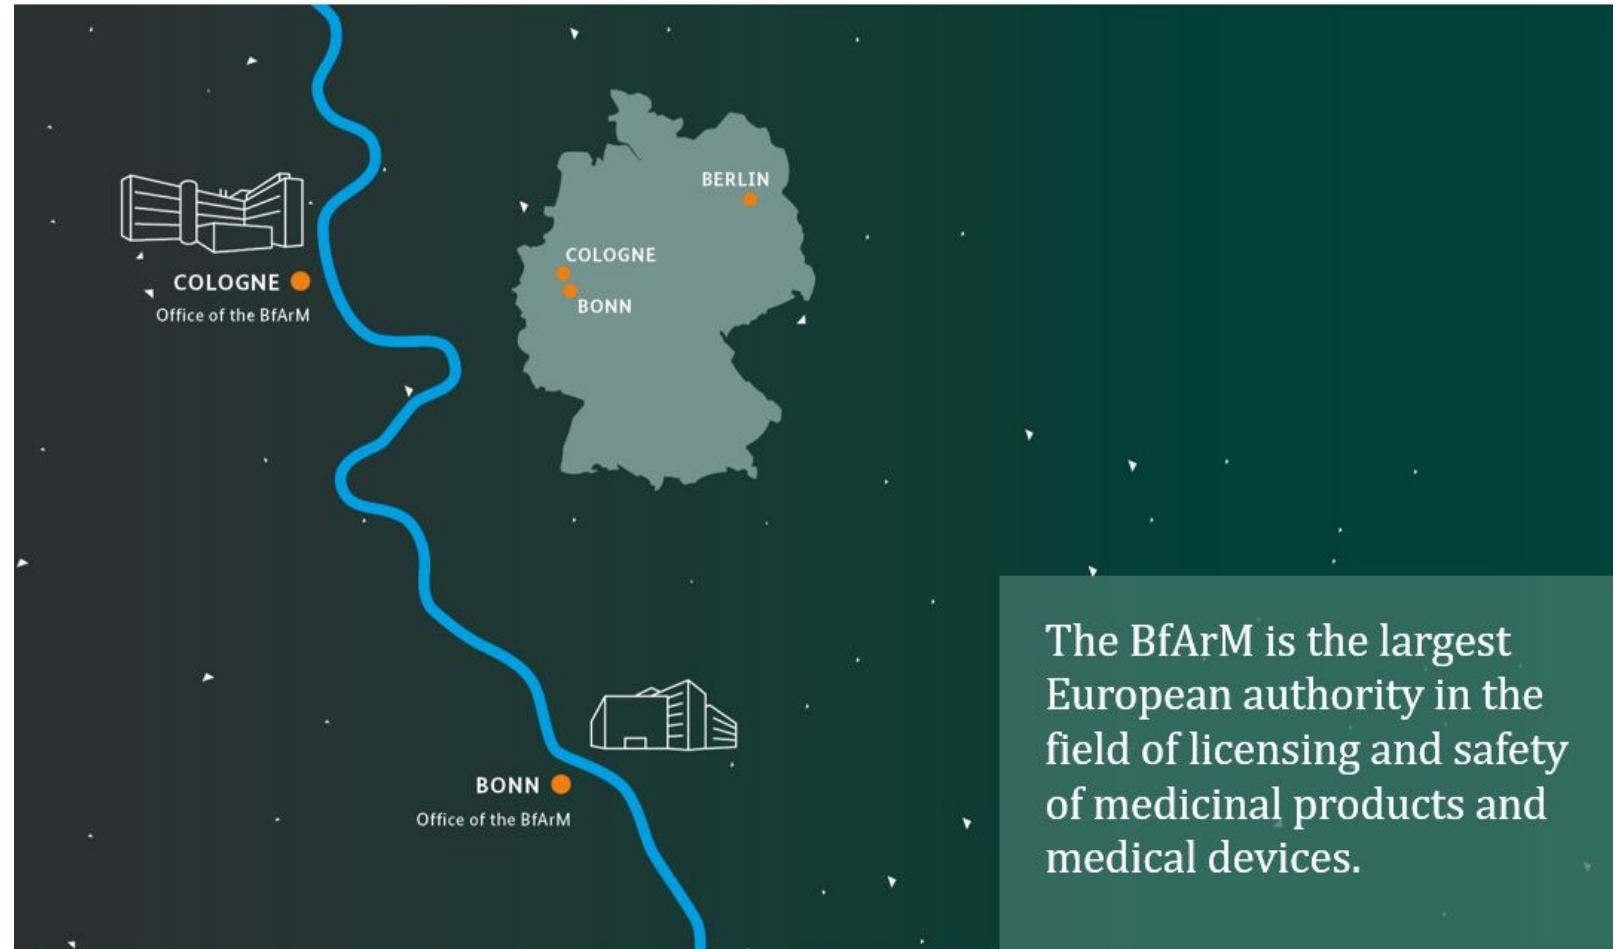 BERLIN
COLOGNE
BONN
COLOGNE
Office of the BfArM
BONN
Office of the BfArM
The BfArM is the largest
European authority in the
field of licensing and safety
of medicinal products and
medical devices.